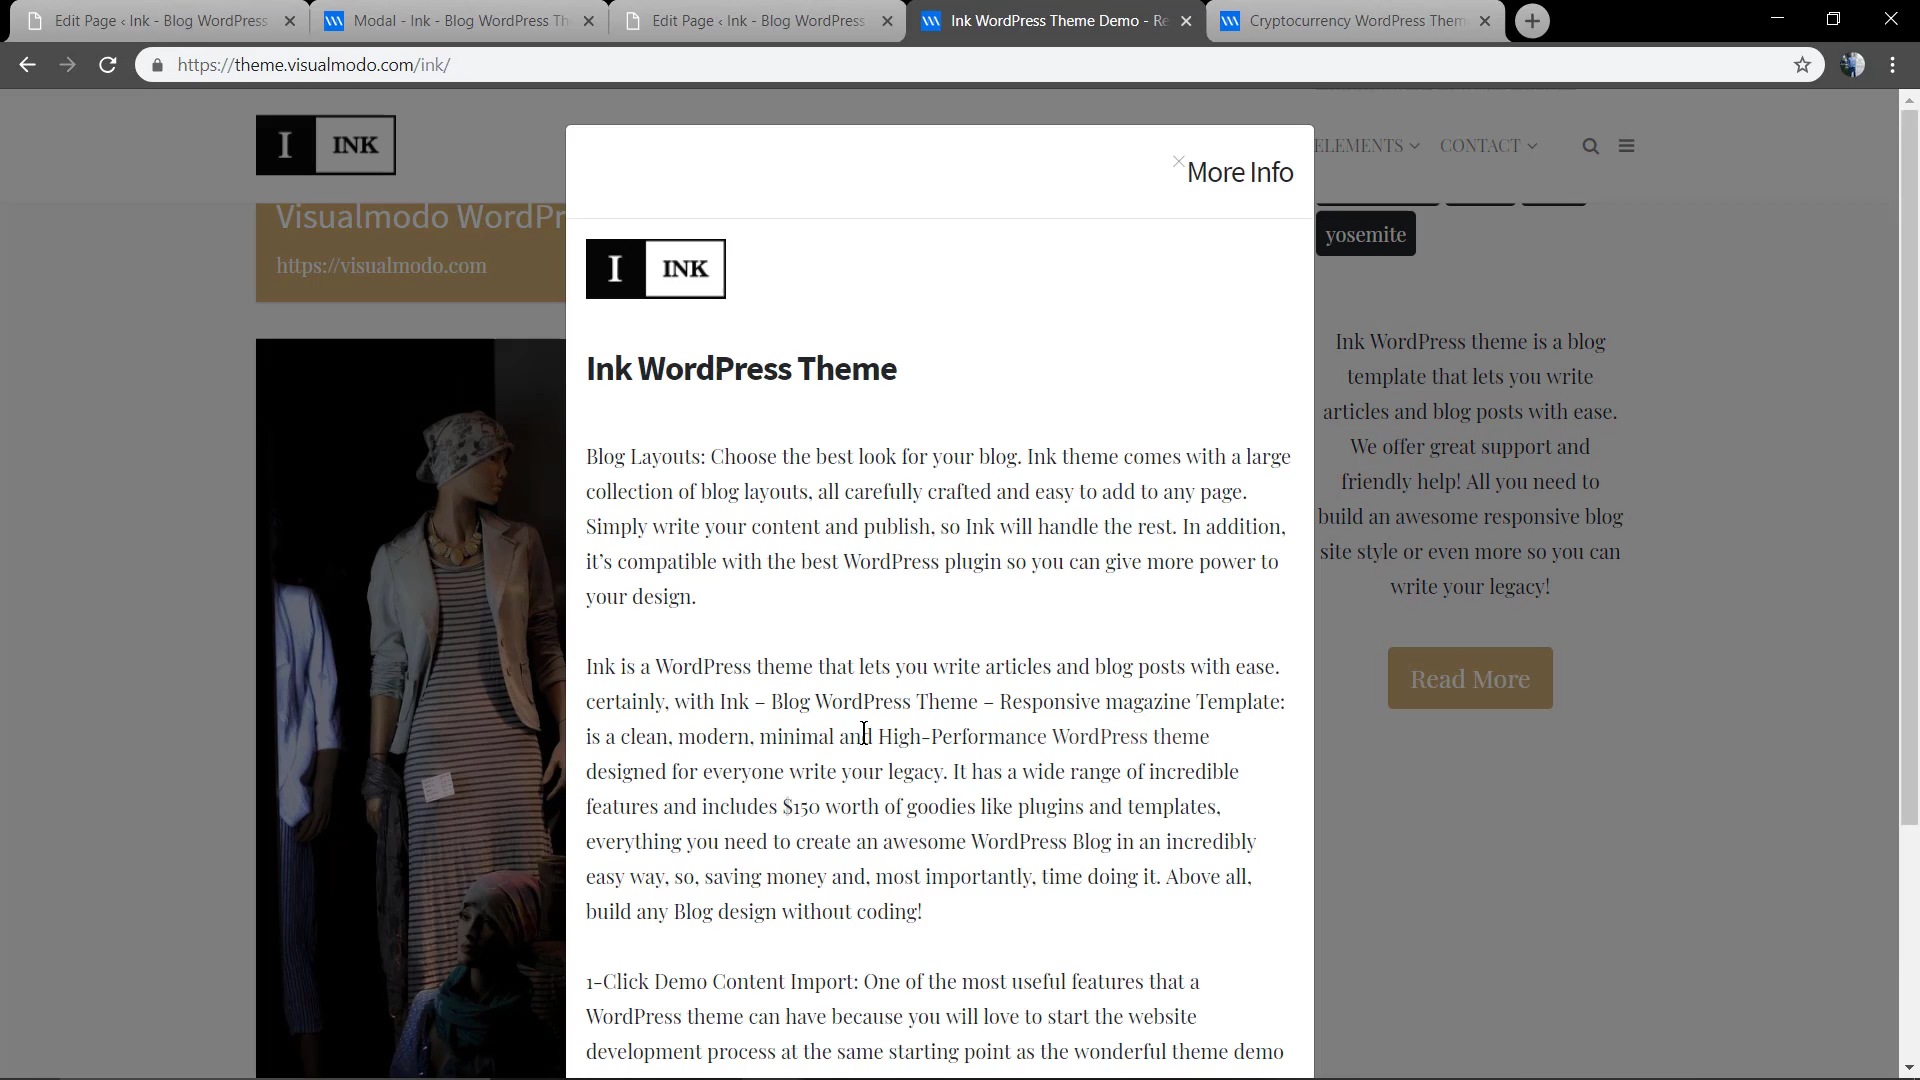 Edit Page ‹ Ink - Blog WordPress
Modal - Ink - Blog WordPress Th
Edit Page ‹ Ink - Blog WordPress
Ink WordPress Theme Demo - Re
Cryptocurrency WordPress Them
https://theme.visualmodo.com/ink/
I INK
ELEMENTS CONTACT
More Info
Visualmodo WordPr
https://visualmodo.com
yosemite
I INK
Ink WordPress Theme
Blog Layouts: Choose the best look for your blog. Ink theme comes with a large
collection of blog layouts, all carefully crafted and easy to add to any page.
Simply write your content and publish, so Ink will handle the rest. In addition,
it’s compatible with the best WordPress plugin so you can give more power to
your design.
Ink is a WordPress theme that lets you write articles and blog posts with ease.
certainly, with Ink – Blog WordPress Theme – Responsive magazine Template:
is a clean, modern, minimal and High-Performance WordPress theme
designed for everyone write your legacy. It has a wide range of incredible
features and includes $150 worth of goodies like plugins and templates,
everything you need to create an awesome WordPress Blog in an incredibly
easy way, so, saving money and, most importantly, time doing it. Above all,
build any Blog design without coding!
1-Click Demo Content Import: One of the most useful features that a
WordPress theme can have because you will love to start the website
development process at the same starting point as the wonderful theme demo
Ink WordPress theme is a blog
template that lets you write
articles and blog posts with ease.
We offer great support and
friendly help! All you need to
build an awesome responsive blog
site style or even more so you can
write your legacy!
Read More